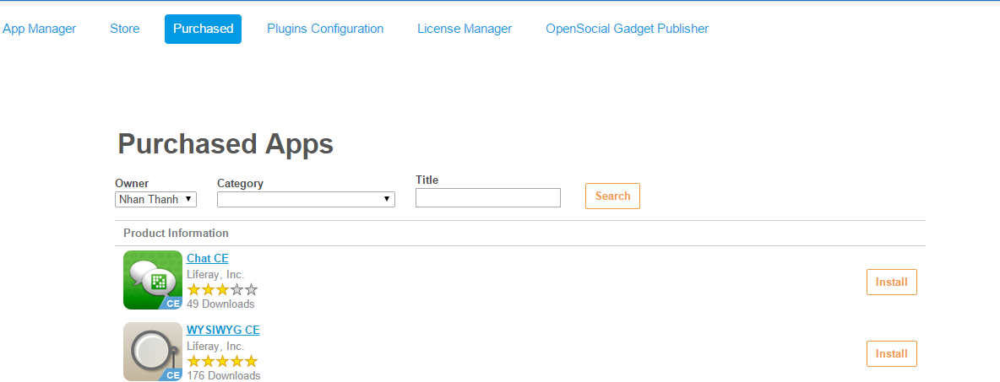 App Manager Store Purchased Plugins Configuration License Manager OpenSocial Gadget Publisher
Purchased Apps
Owner Category Title
Nhan Thanh
Search
Product Information
Chat CE
Liferay, Inc.
49 Downloads
CE
Install
WYSIWYG CE
Liferay, Inc.
176 Downloads
CE
Install